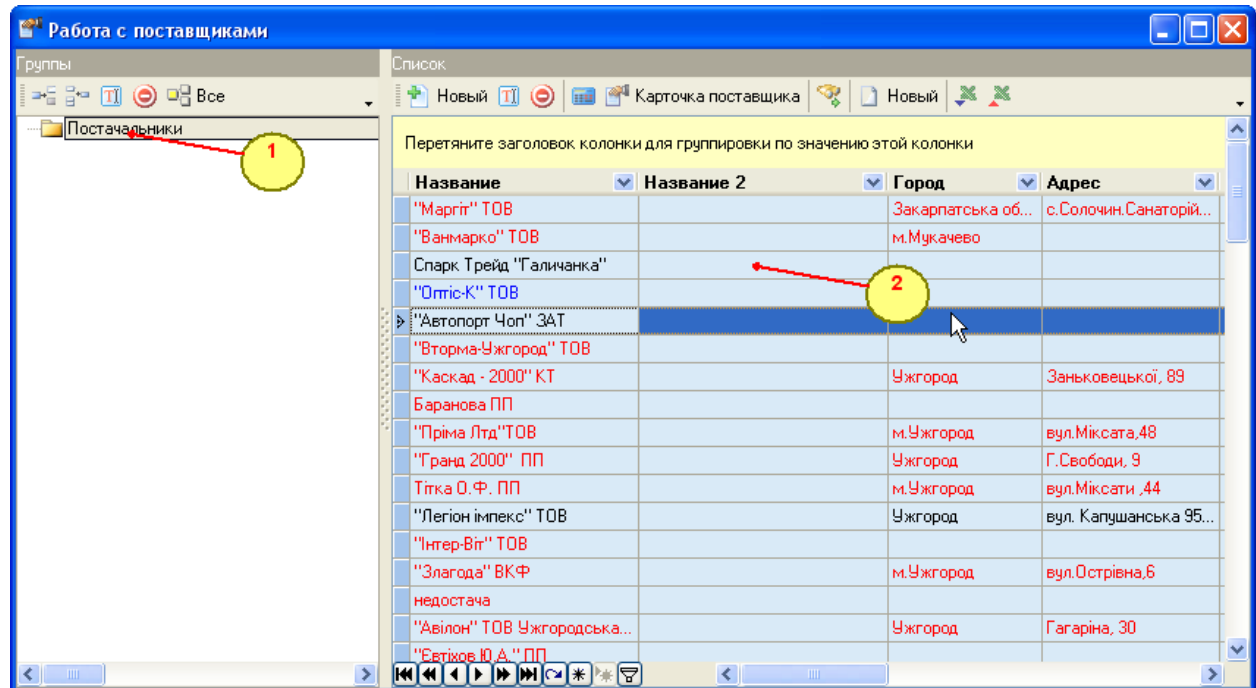 Работа с поставщиками
Группы
Список
Все
Новый Карточка поставщика Новый
Постачальники
1
Перетяните заголовок колонки для группировки по значению этой колонки
Название Название 2 Город Адрес
"Маргіт" ТОВ Закарпатська об... с.Солочин.Санаторій...
"Ванмарко" ТОВ м.Мукачево
Спарк Трейд "Галичанка"
2
"Оптіс-К" ТОВ
"Автопорт Чоп" ЗАТ
"Вторма-Ужгород" ТОВ
"Каскад - 2000" КТ Ужгород Заньковецької, 89
Баранова ПП
"Пріма Лтд"ТОВ м.Ужгород вул.Міксата,48
"Гранд 2000" ПП Ужгород Г.Свободи, 9
Тітка О.Ф. ПП м.Ужгород вул.Міксати ,44
"Легіон імпекс" ТОВ Ужгород вул. Капушанська 95...
"Інтер-Віт" ТОВ
"Злагода" ВКФ м.Ужгород вул.Острівна,6
недостача
"Авілон" ТОВ Ужгородська... Ужгород Гагаріна, 30
"Євтіхов Ю.А." ПП